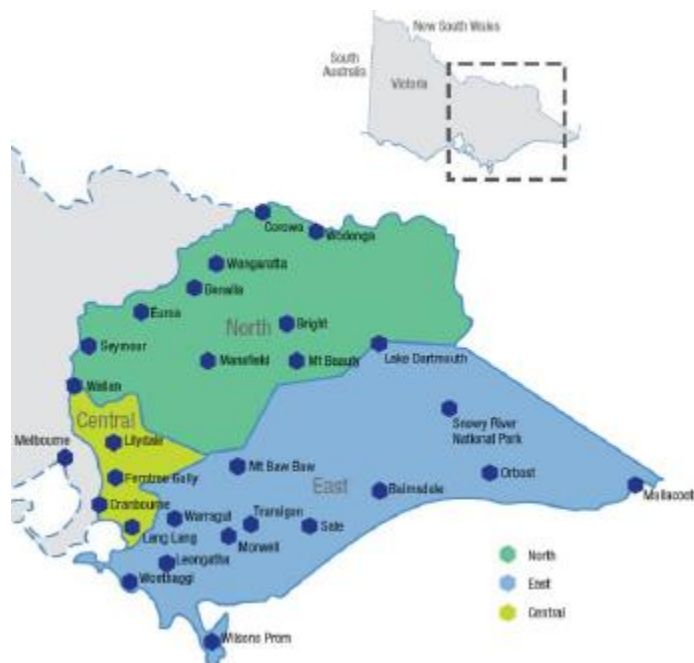 New South Wales
South
Australia
Victoria
Corowa
Wodonga
Wangaratta
Benalla
Euroa
North
Bright
Seymour
Mansfield
Mt Beauty
Lake Dartmouth
Wallan
Central
Melbourne
Lilydale
Snowy River
National Park
Ferntree Gully
Mt Baw Baw
East
Bairnsdale
Orbost
Mallacoot
Cranbourne
Warragul
Traralgon
Sale
Lang Lang
Morwell
Leongatha
Wonthaggi
Wilsons Prom
North
East
Central